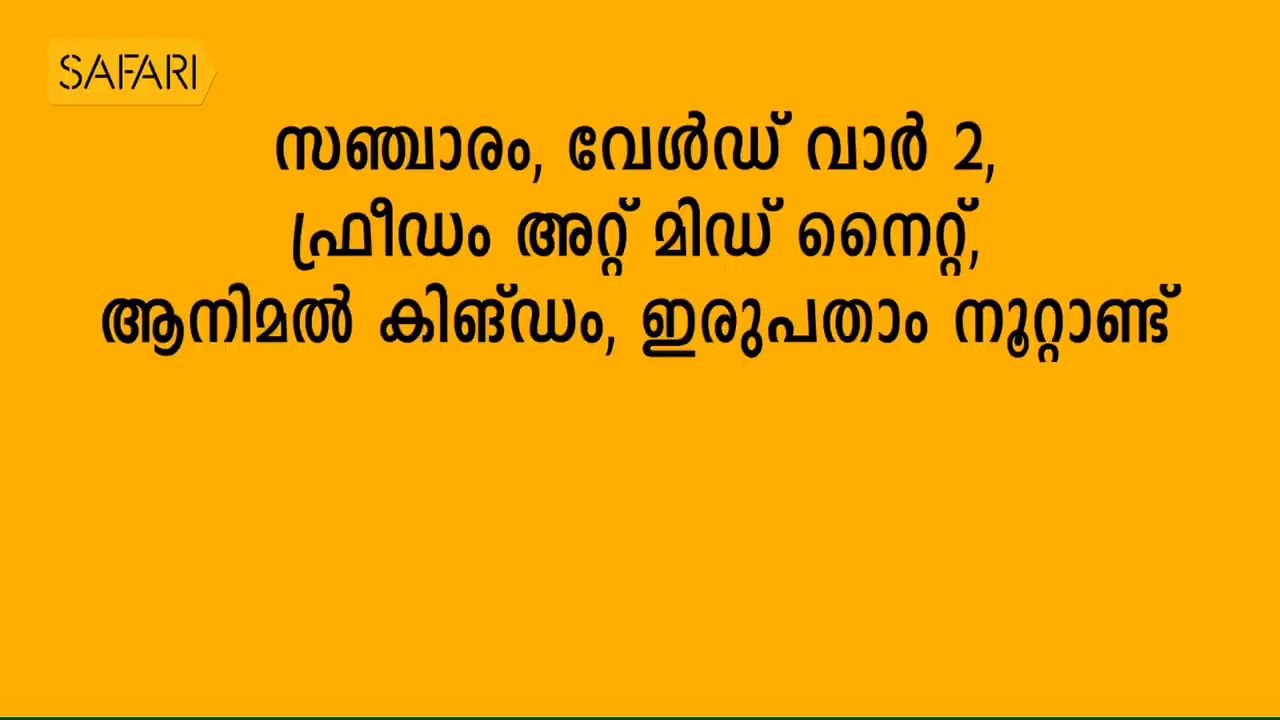 SAFARI
സഞ്ചാരം, വേൾഡ് വാർ 2,
ഫ്രീഡം അറ്റ് മിഡ് നൈറ്റ്,
ആനിമൽ കിങ്ഡം, ഇരുപതാം നൂറ്റാണ്ട്